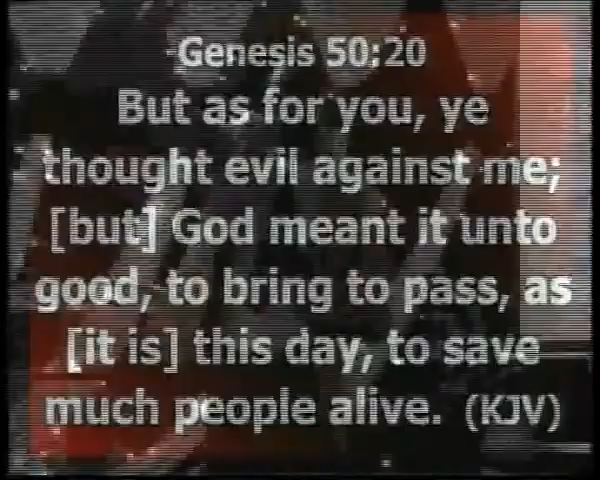 Genesis 50:20
But as for you, ye
thought evil against me;
[but] God meant it unto
good, to bring to pass, as
[it is] this day, to save
much people alive. (KJV)